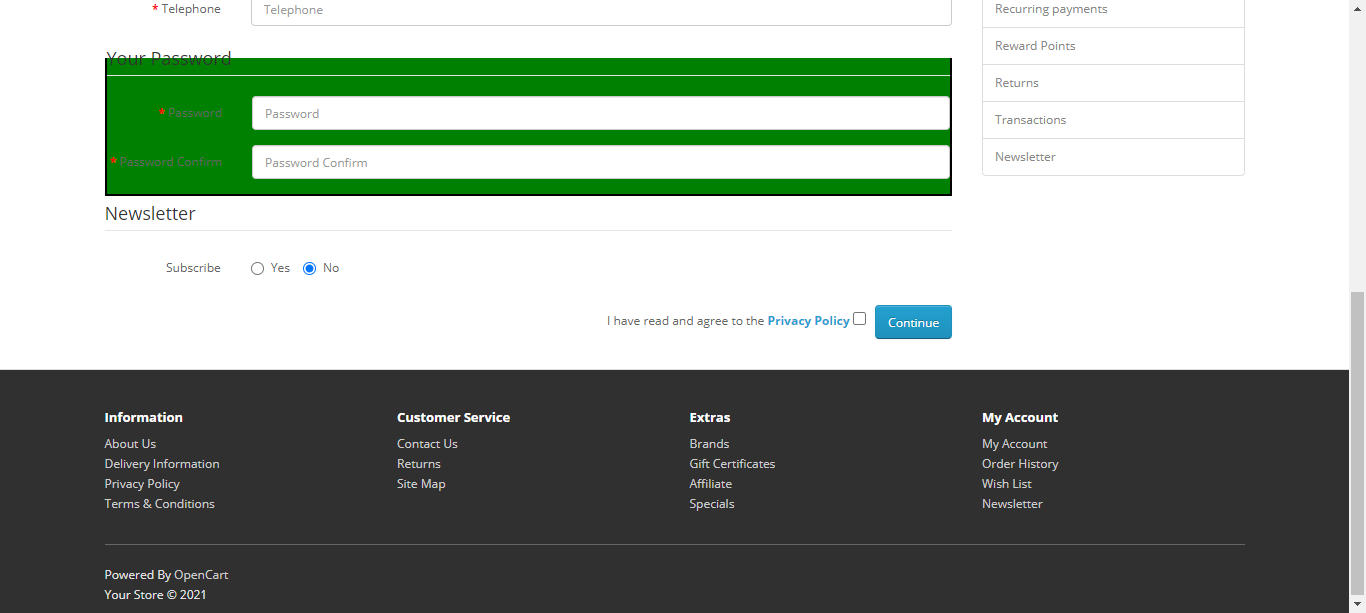 * Telephone
Telephone
Your Password
* Password
Password
* Password Confirm
Password Confirm
Newsletter
Subscribe
Yes
No
I have read and agree to the Privacy Policy
Continue
Recurring payments
Reward Points
Returns
Transactions
Newsletter
Information
About Us
Delivery Information
Privacy Policy
Terms & Conditions
Customer Service
Contact Us
Returns
Site Map
Extras
Brands
Gift Certificates
Affiliate
Specials
My Account
My Account
Order History
Wish List
Newsletter
Powered By OpenCart
Your Store © 2021